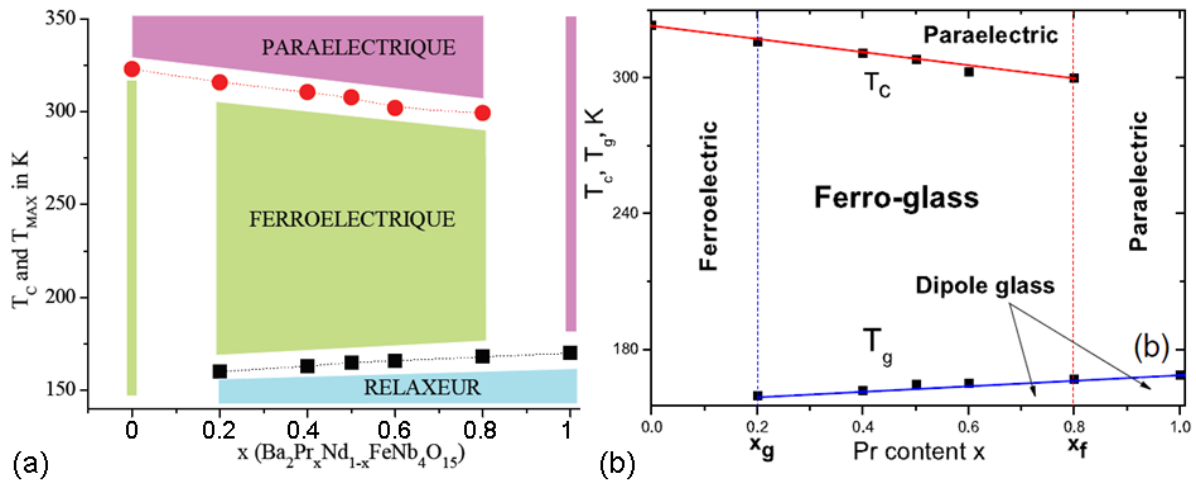 350
300
250
200
150
T_C and T_MAX in K
PARAELECTRIQUE
FERROELECTRIQUE
RELAXEUR
0 0.2 0.4 0.6 0.8 1
x (Ba₂PrₓNd₁₋ₓFeNb₄O₁₅)
(a)
T_c, T_g, K
300
240
180
Paraelectric
T_C
Ferroelectric
Ferro-glass
Paraelectric
Dipole glass
T_g
(b)
0.0 0.2 0.4 0.6 0.8 1.0
x_g Pr content x x_f
(b)